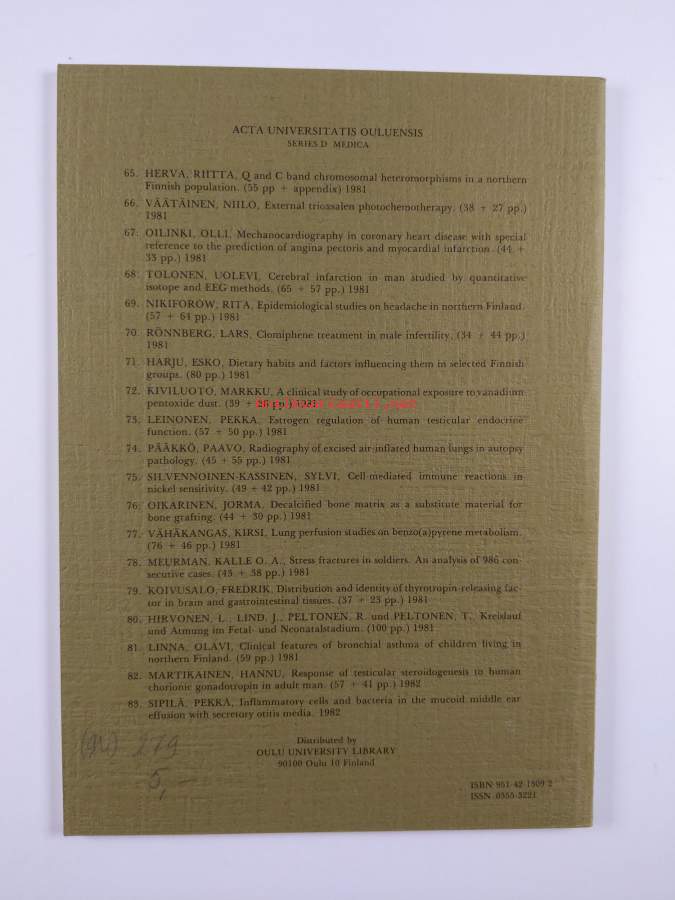 ACTA UNIVERSITATIS OULUENSIS
SERIES D MEDICA
65. HERVA, RIITTA, Q and C band chromosomal heteromorphisms in a northern
Finnish population. (55 pp + appendix) 1981
66. VÄÄTÄINEN, NIILO, External trioxsalen photochemotherapy. (38 + 27 pp.)
1981
67. OILINKI, OLLI, Mechanocardiography in coronary heart disease with special
reference to the prediction of angina pectoris and myocardial infarction. (44 +
33 pp.) 1981
68. TOLONEN, UOLEVI, Cerebral infarction in man studied by quantitative
isotope and EEG methods. (65 + 57 pp.) 1981
69. NIKIFOROW, RITA, Epidemiological studies on headache in northern Finland.
(57 + 64 pp.) 1981
70. RÖNNBERG, LARS, Clomiphene treatment in male infertility. (34 + 44 pp.)
1981
71. HARJU, ESKO, Dietary habits and factors influencing them in selected Finnish
groups. (80 pp.) 1981
72. KIVILUOTO, MARKKU, A clinical study of occupational exposure to vanadium
pentoxide dust. (39 + pp.) 1981
73. LEINONEN, PEKKA, Estrogen regulation of human testicular endocrine
function. (57 + 50 pp.) 1981
74. PÄÄKKÖ, PAAVO, Radiography of excised air-inflated human lungs in autopsy
pathology. (45 + 55 pp.) 1981
75. SILVENNOINEN-KASSINEN, SYLVI, Cell-mediated immune reactions in
nickel sensitivity. (49 + 42 pp.) 1981
76. OIKARINEN, JORMA, Decalcified bone matrix as a substitute material for
bone grafting. (44 + 30 pp.) 1981
77. VÄHÄKANGAS, KIRSI, Lung perfusion studies on benzo(a)pyrene metabolism.
(76 + 46 pp.) 1981
78. MEURMAN, KALLE O. A., Stress fractures in soldiers. An analysis of 986 con-
secutive cases. (43 + 38 pp.) 1981
79. KOIVUSALO, FREDRIK, Distribution and identity of thyrotropin-releasing fac-
tor in brain and gastrointestinal tissues. (37 + 23 pp.) 1981
80. HIRVONEN, L., LIND, J., PELTONEN, R. und PELTONEN, T., Kreislauf
und Atmung im Fetal- und Neonatalstadium. (100 pp.) 1981
81. LINNA, OLAVI, Clinical features of bronchial asthma of children living in
northern Finland. (59 pp.) 1981
82. MARTIKAINEN, HANNU, Response of testicular steroidogenesis to human
chorionic gonadotropin in adult man. (57 + 41 pp.) 1982
83. SIPILÄ, PEKKA, Inflammatory cells and bacteria in the mucoid middle ear
effusion with secretory otitis media. 1982
Distributed by
OULU UNIVERSITY LIBRARY
90100 Oulu 10 Finland
279
5,-
ISBN 951-42-1309-2
ISSN 0355-3221